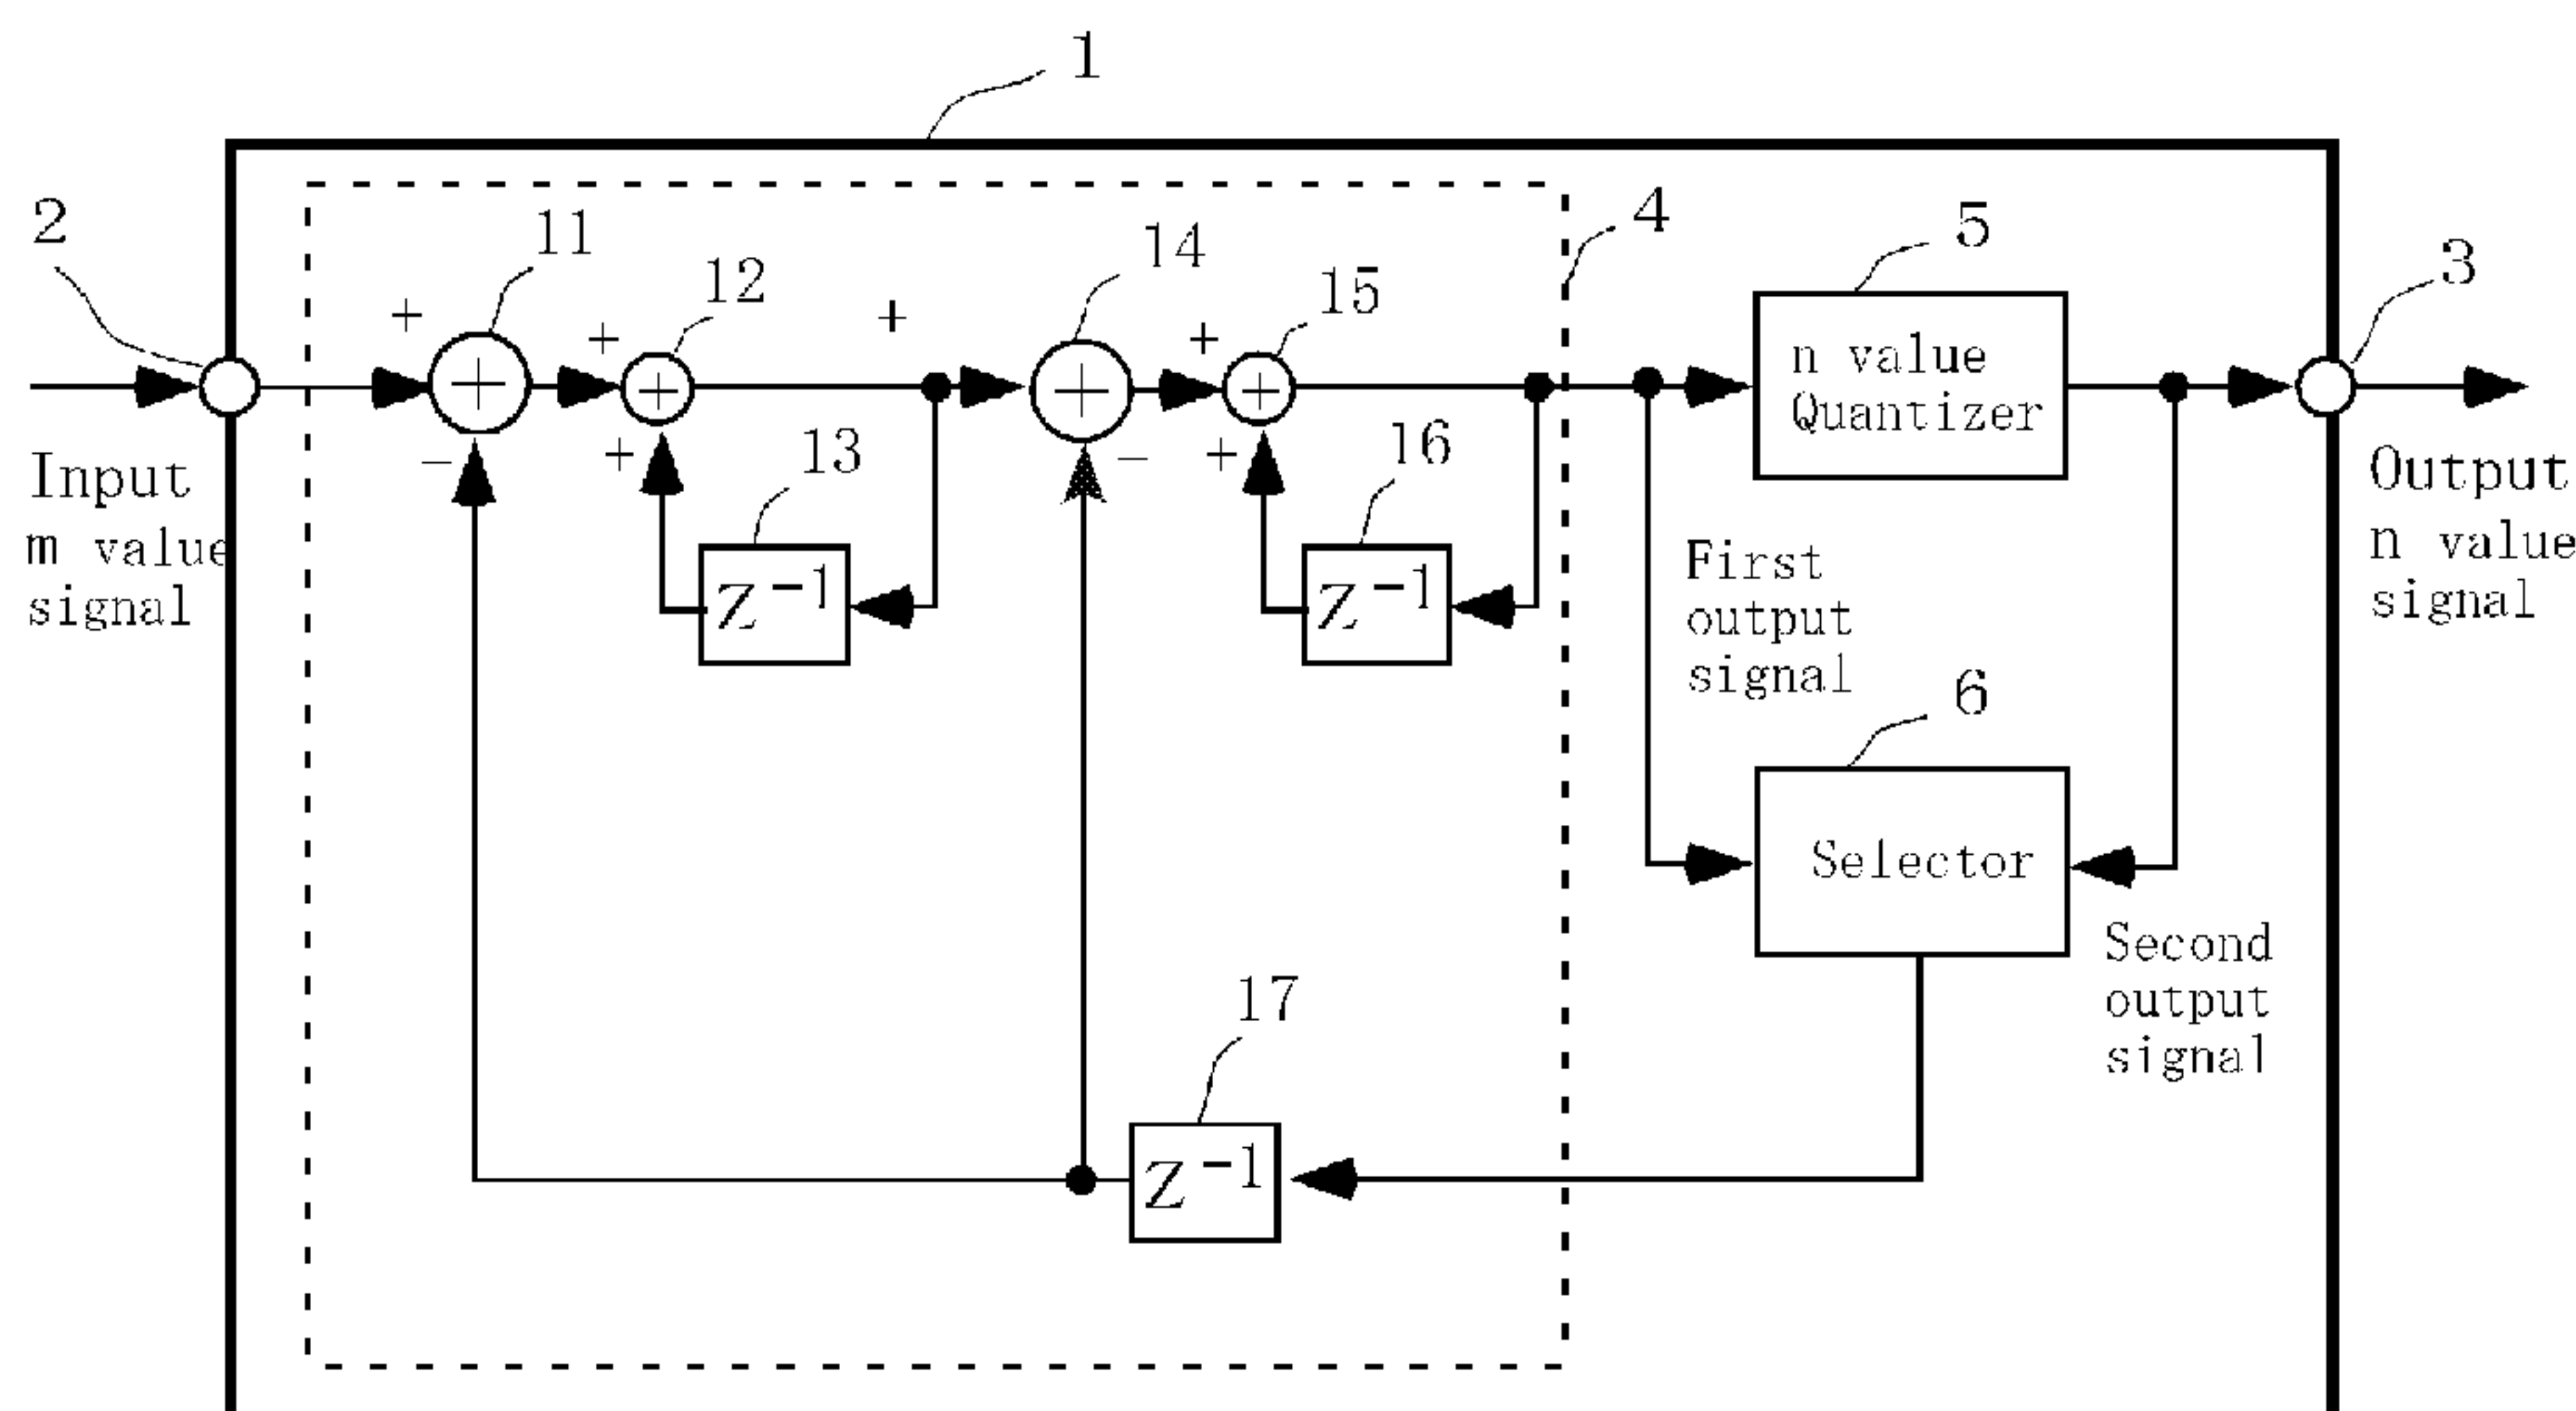 1
2
11
12
14
15
4
5
3
+
+
+
+
+
+
+
+
n value
Quantizer
-
+
13
-
+
16
Input
m value
signal
Output
n value
signal
Z⁻¹
Z⁻¹
First
output
signal
6
Selector
Second
output
signal
17
Z⁻¹